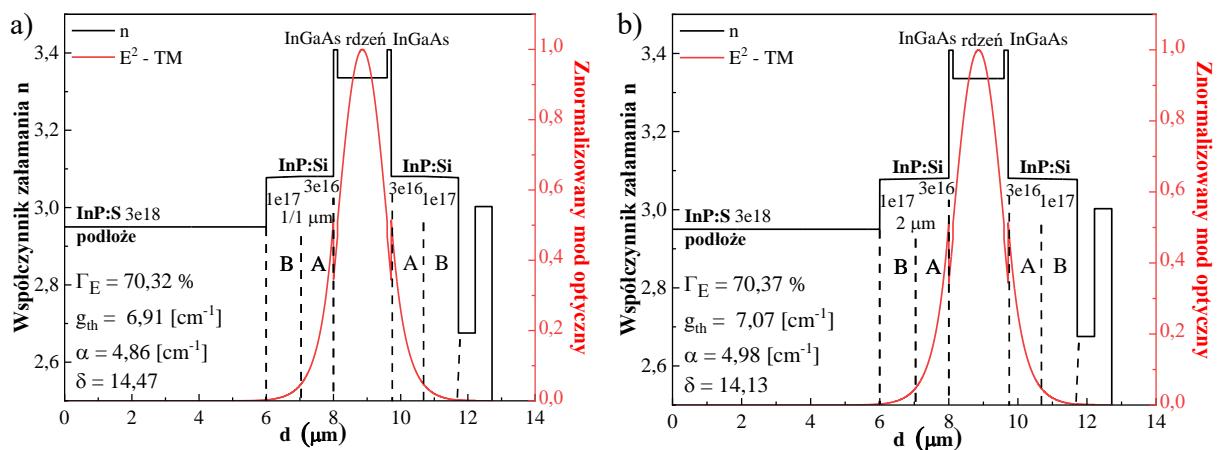 a)
n
E² - TM
InGaAs rdzeń InGaAs
Współczynnik załamania n
Znormalizowany mod optyczny
3,4
3,2
3,0
2,8
2,6
1,0
0,8
0,6
0,4
0,2
0,0
InP:Si
InP:Si
1e17
3e16
3e16
1e17
1/1 μm
InP:S 3e18
podłoże
B
A
A
B
Γ_E = 70,32 %
g_th = 6,91 [cm⁻¹]
α = 4,86 [cm⁻¹]
δ = 14,47
0 2 4 6 8 10 12 14
d (μm)
b)
n
E² - TM
InGaAs rdzeń InGaAs
Współczynnik załamania n
Znormalizowany mod optyczny
3,4
3,2
3,0
2,8
2,6
1,0
0,8
0,6
0,4
0,2
0,0
InP:Si
InP:Si
1e17
3e16
3e16
1e17
2 μm
InP:S 3e18
podłoże
B
A
A
B
Γ_E = 70,37 %
g_th = 7,07 [cm⁻¹]
α = 4,98 [cm⁻¹]
δ = 14,13
0 2 4 6 8 10 12 14
d (μm)